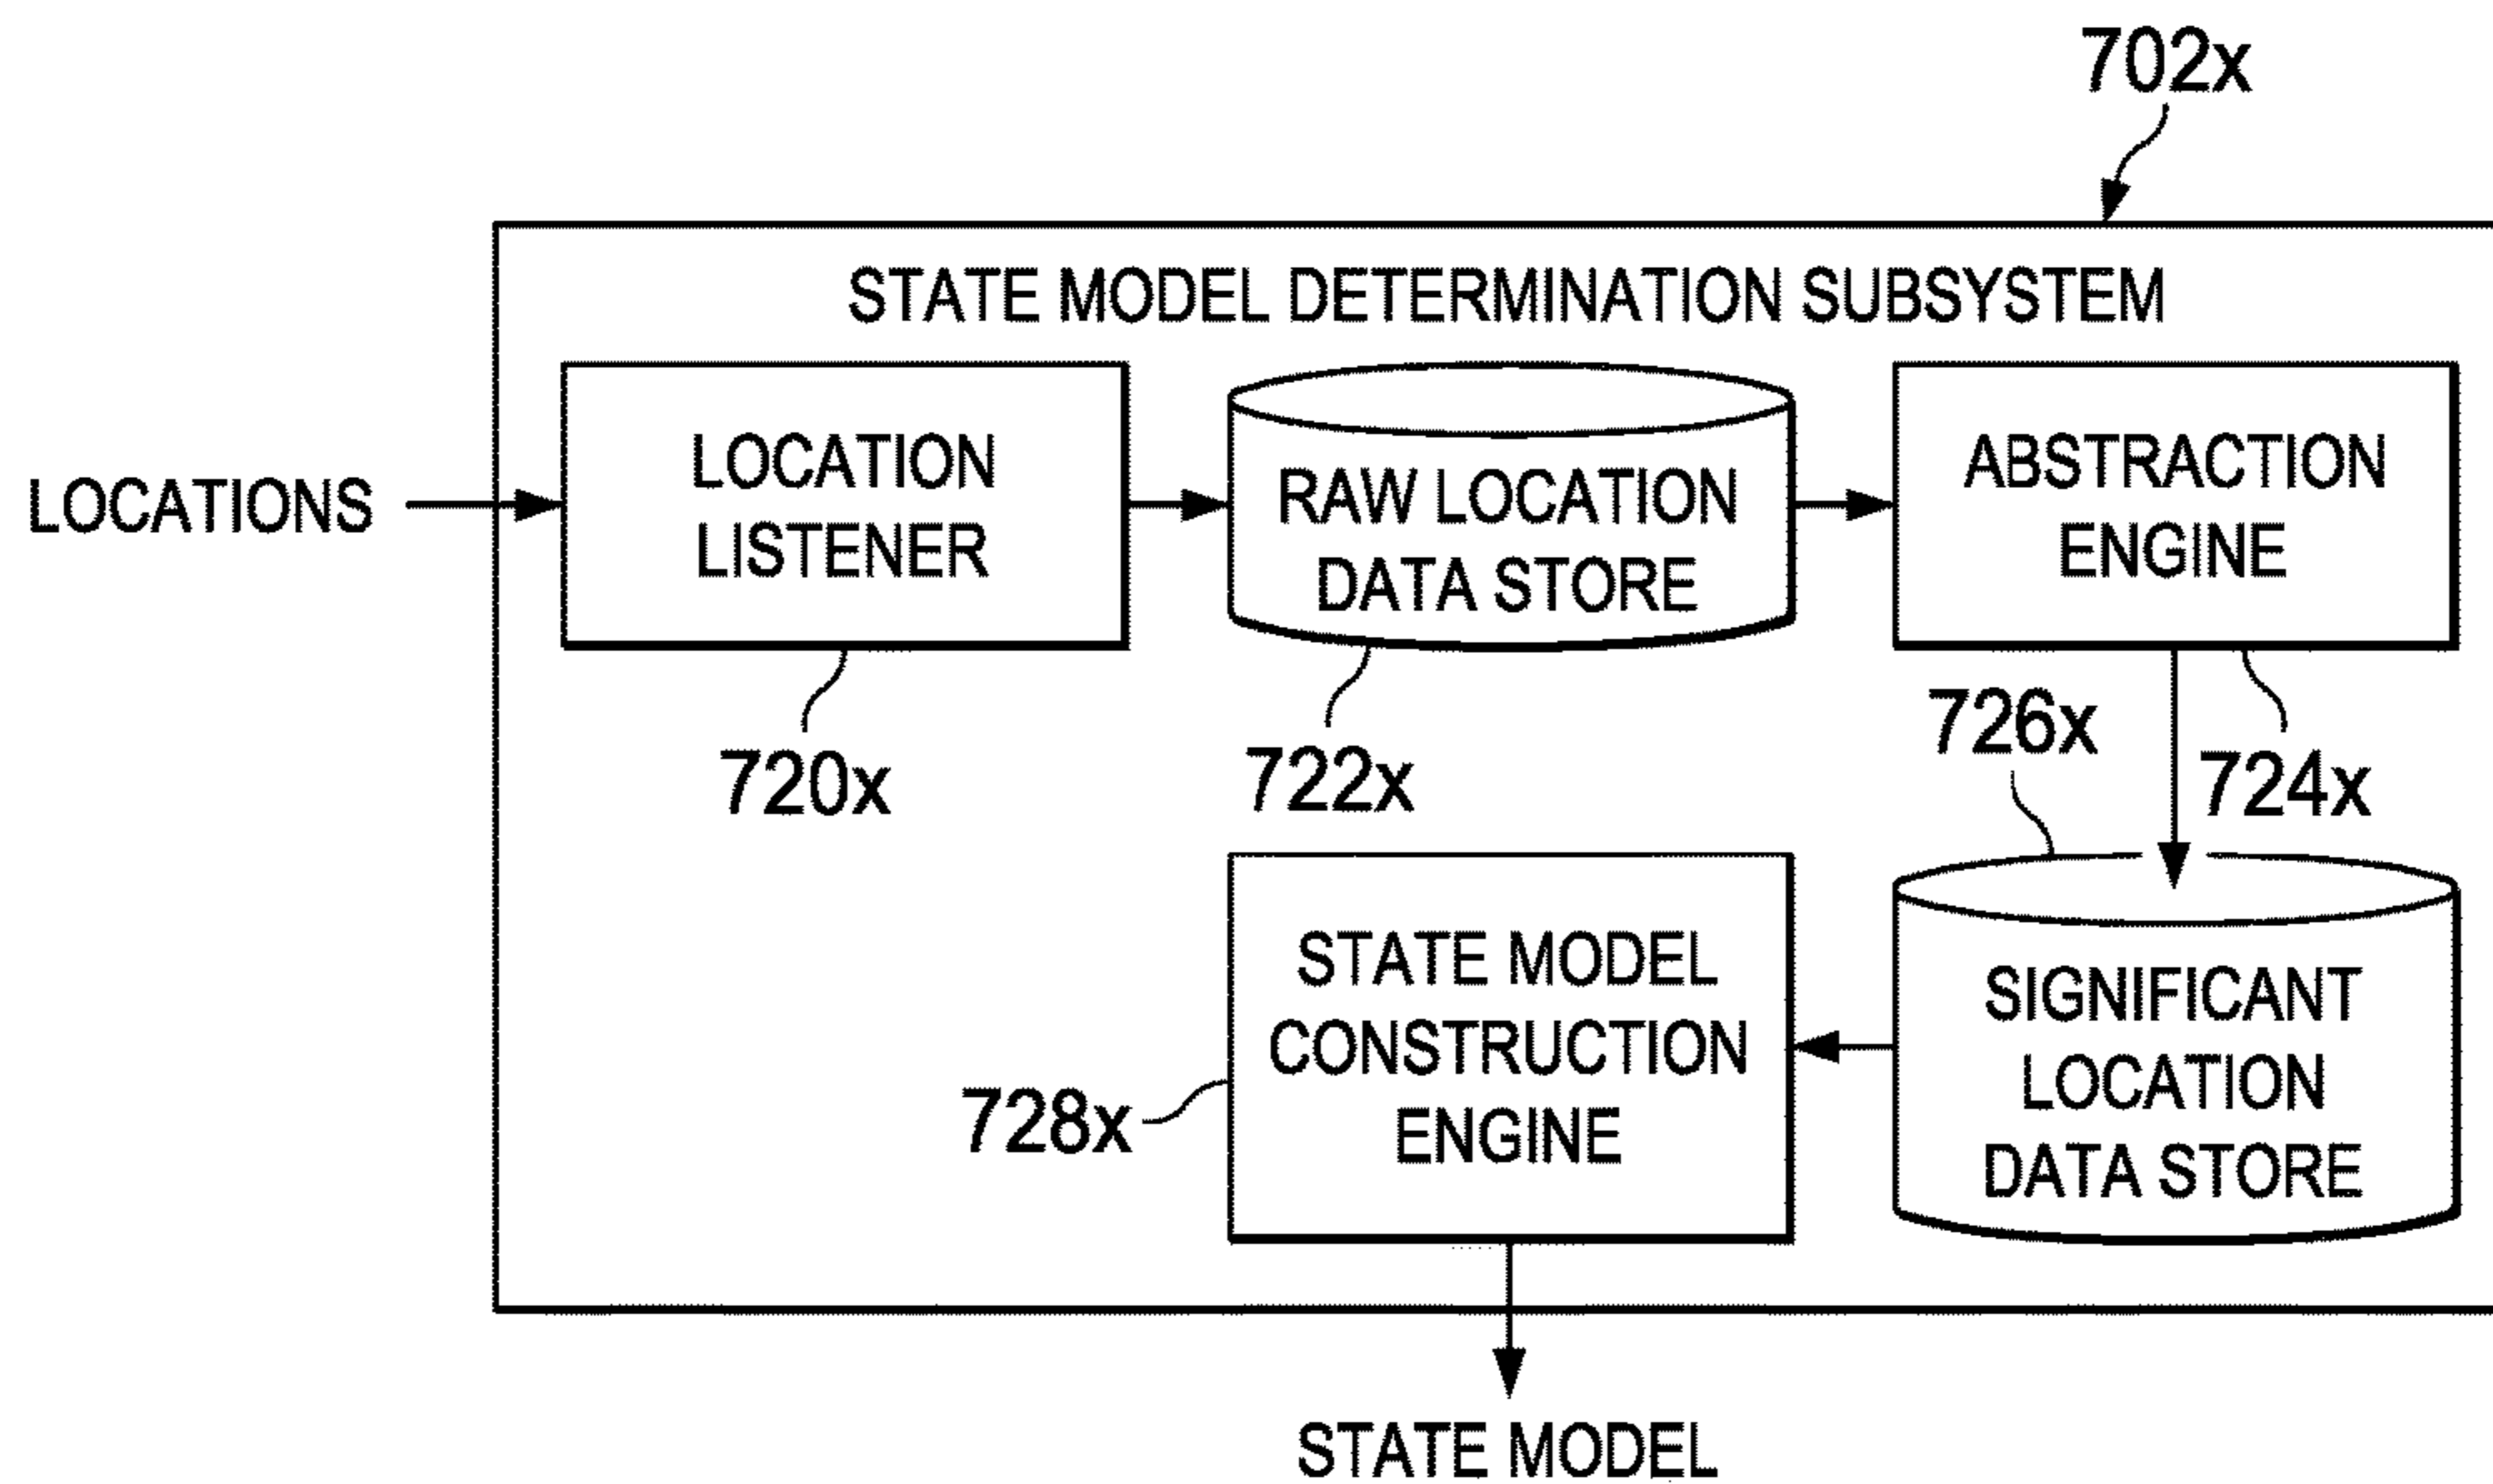 702x
STATE MODEL DETERMINATION SUBSYSTEM
LOCATIONS
LOCATION
LISTENER
RAW LOCATION
DATA STORE
ABSTRACTION
ENGINE
720x
722x
726x
724x
728x
STATE MODEL
CONSTRUCTION
ENGINE
SIGNIFICANT
LOCATION
DATA STORE
STATE MODEL